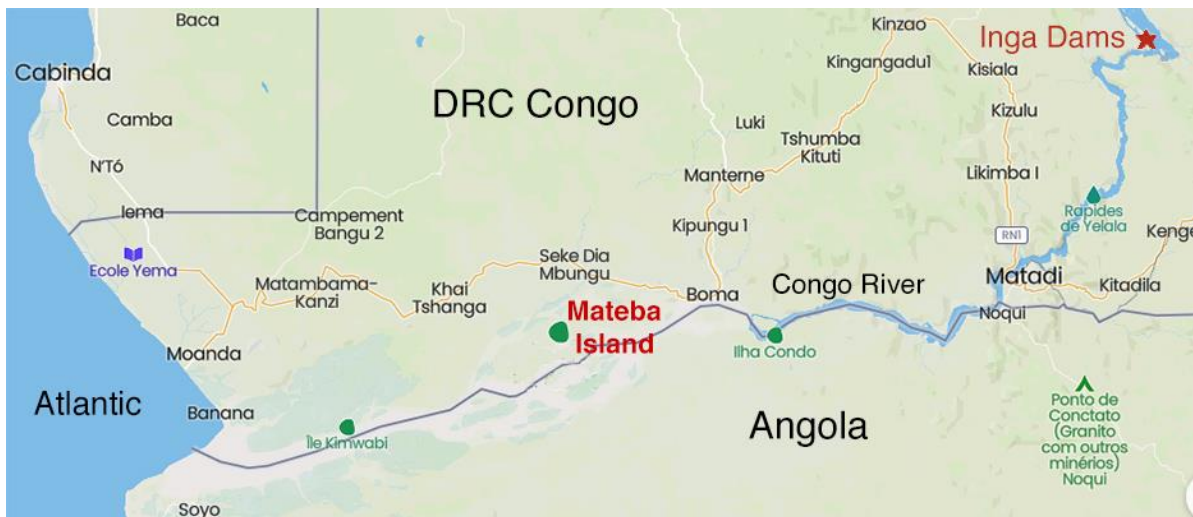 Baca
Kinzao
Inga Dams
Cabinda
Kingangadu1
Kisiala
DRC Congo
Camba
Luki
Kizulu
Tshumba
Kituti
N'Tó
Manterne
Likimba I
Iema
Campement
Bangu 2
Kipungu 1
Rapides
de Yelala
RN1
Kenge
Ecole Yema
Matambama-
Kanzi
Seke Dia
Mbungu
Khai
Tshanga
Boma
Congo River
Matadi
Kitadila
Mateba
Island
Noqui
Moanda
Ilha Condo
Atlantic
Banana
Angola
Île Kimwabi
Ponto de
Conctato
(Granito
com outros
minérios)
Noqui
Soyo